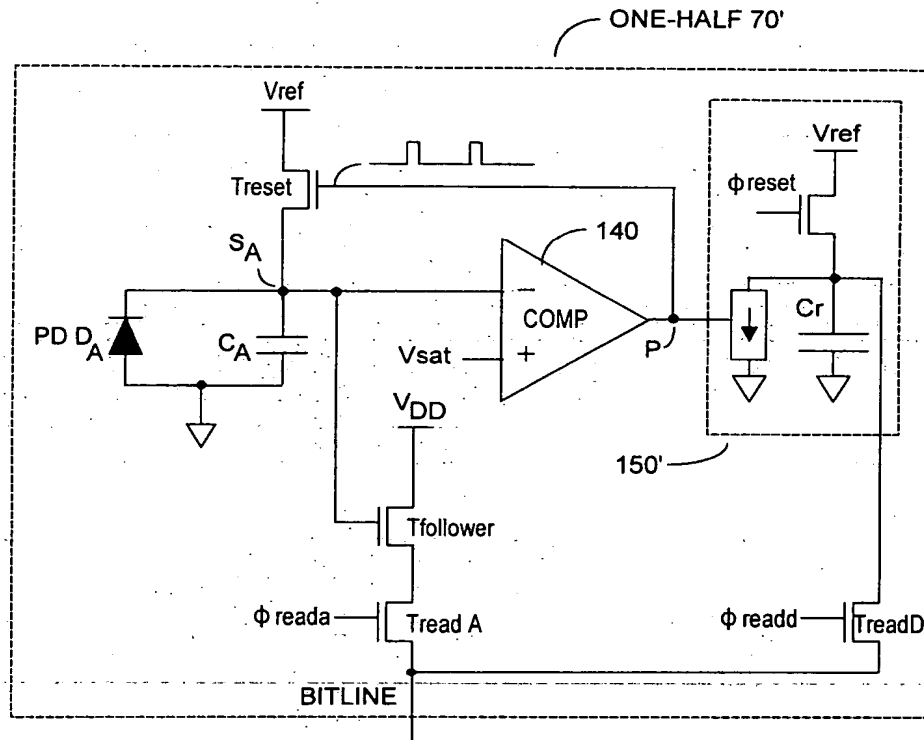 ONE-HALF 70'
Vref
Vref
Treset
ϕ reset
S A
140
PD D A
C A
COMP
−
+
Vsat
P
Cr
V DD
150'
Tfollower
ϕ reada
Tread A
ϕ readd
TreadD
BITLINE